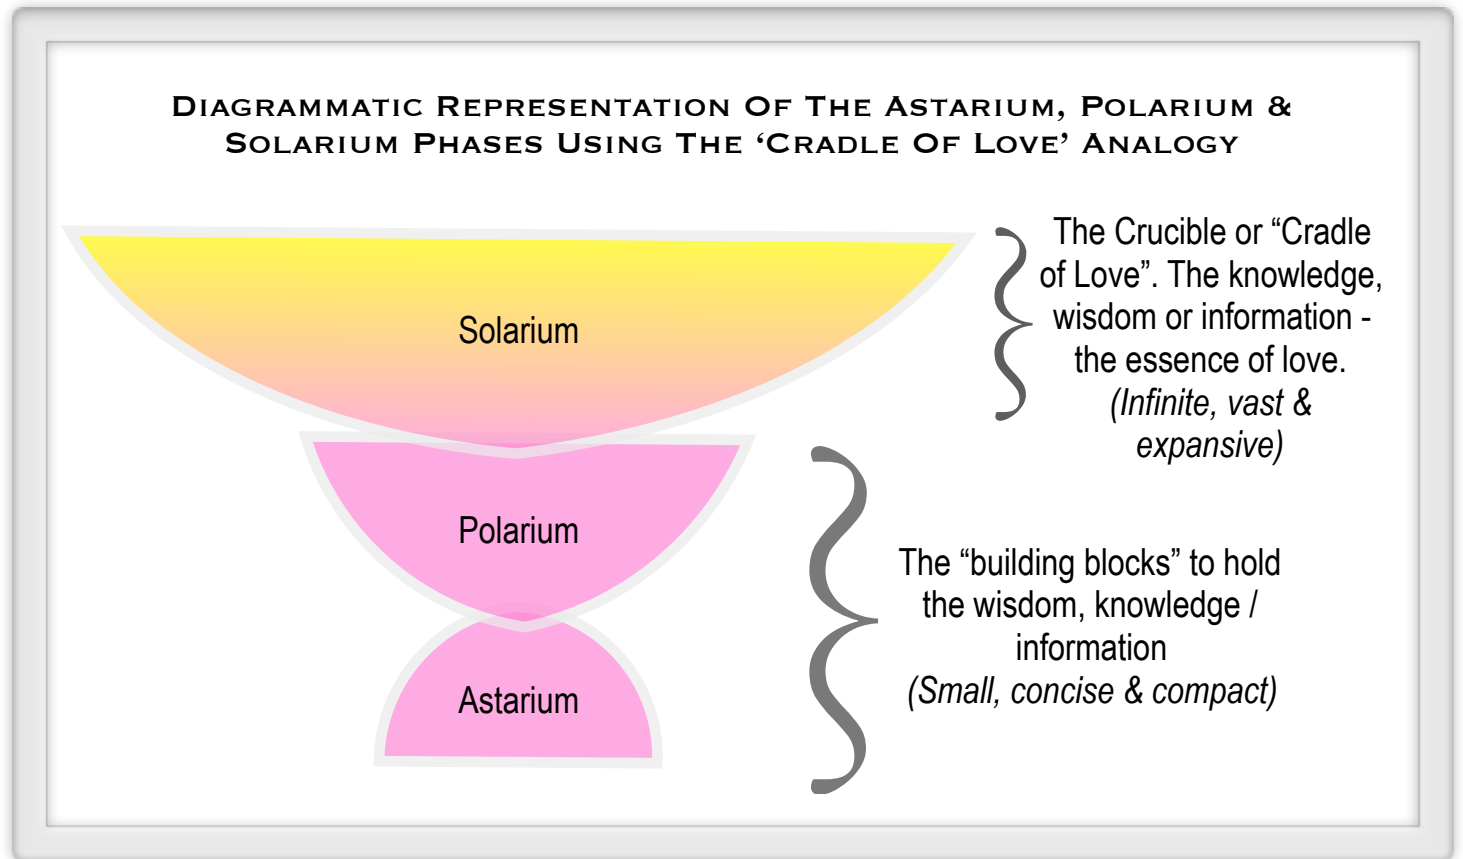 Diagrammatic Representation Of The Astarium, Polarium &
Solarium Phases Using The ‘Cradle Of Love’ Analogy
Solarium
The Crucible or “Cradle
of Love”. The knowledge,
wisdom or information -
the essence of love.
(Infinite, vast &
expansive)
Polarium
Astarium
The “building blocks” to hold
the wisdom, knowledge /
information
(Small, concise & compact)